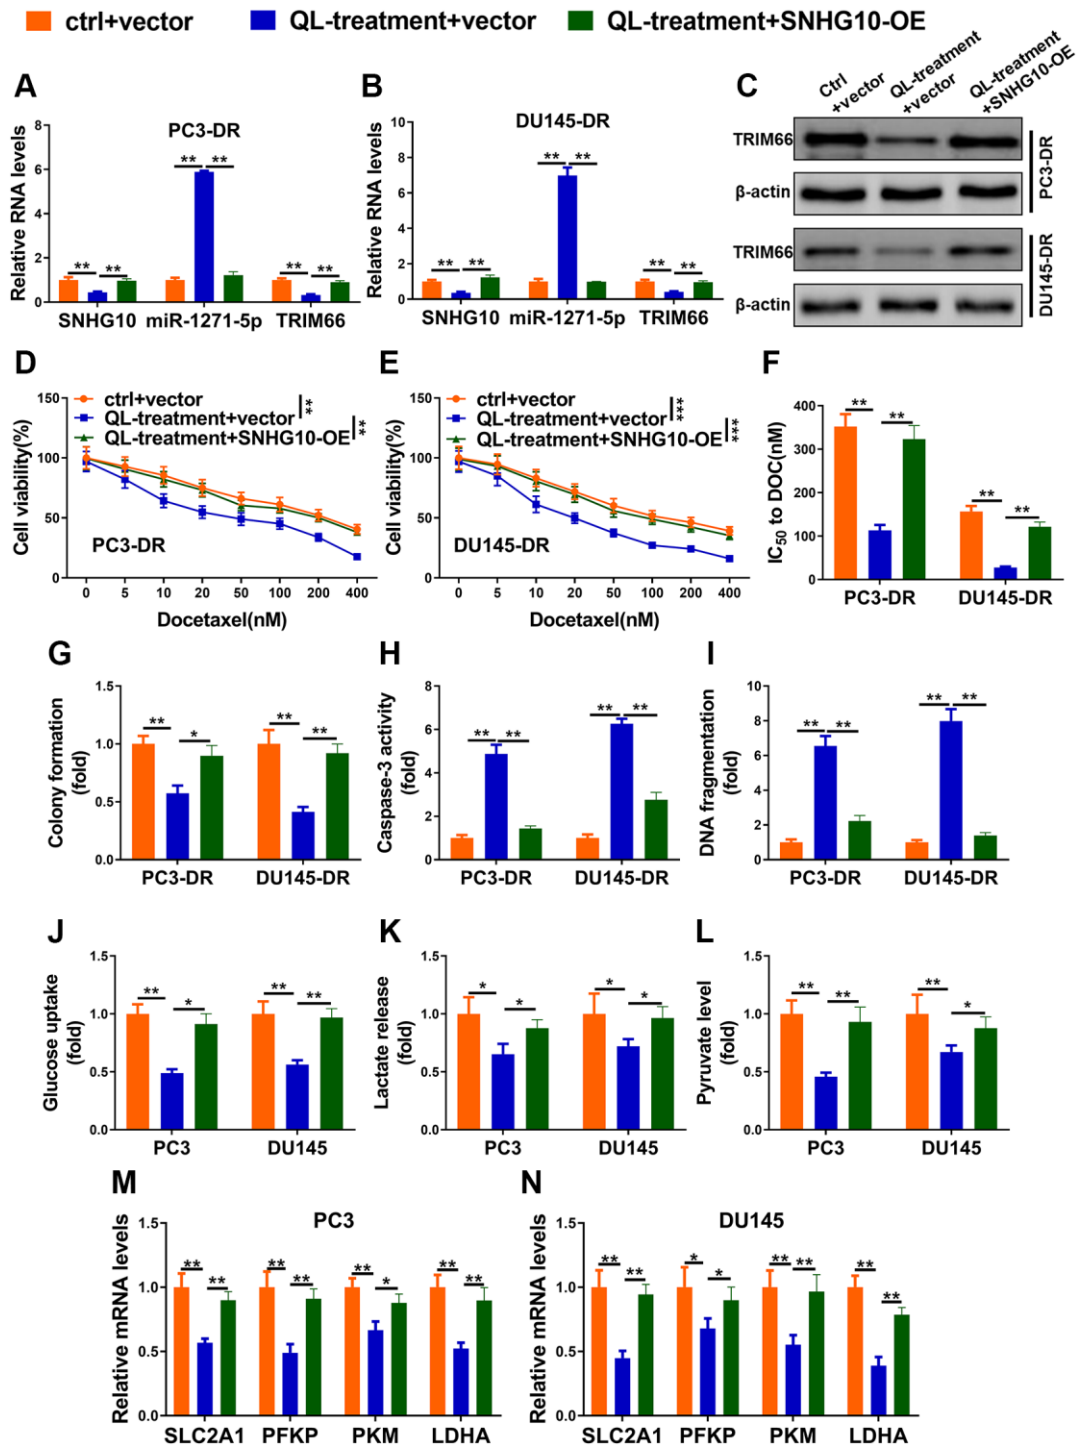 ctrl+vector QL-treatment+vector QL-treatment+SNHG10-OE
A
PC3-DR
Relative RNA levels
8
6
4
2
0
** ** ** ** ** **
SNHG10 miR-1271-5p TRIM66
B
DU145-DR
Relative RNA levels
10
8
6
4
2
0
** ** ** ** ** **
SNHG10 miR-1271-5p TRIM66
C
Ctrl
+vector
QL-treatment
+vector
QL-treatment
+SNHG10-OE
TRIM66
β-actin
PC3-DR
TRIM66
β-actin
DU145-DR
D
ctrl+vector
QL-treatment+vector
QL-treatment+SNHG10-OE
** **
Cell viability(%)
150
100
50
0
PC3-DR
0 5 10 20 50 100 200 400
Docetaxel(nM)
E
ctrl+vector
QL-treatment+vector
QL-treatment+SNHG10-OE
*** ***
Cell viability(%)
150
100
50
0
DU145-DR
0 5 10 20 50 100 200 400
Docetaxel(nM)
F
IC50 to DOC(nM)
400
300
200
100
0
** ** ** **
PC3-DR DU145-DR
G
Colony formation
(fold)
1.5
1.0
0.5
0.0
** * ** **
PC3-DR DU145-DR
H
Caspase-3 activity
(fold)
8
6
4
2
0
** ** ** **
PC3-DR DU145-DR
I
DNA fragmentation
(fold)
10
8
6
4
2
0
** ** ** **
PC3-DR DU145-DR
J
Glucose uptake
(fold)
1.5
1.0
0.5
0.0
** * ** **
PC3 DU145
K
Lactate release
(fold)
1.5
1.0
0.5
0.0
* * * *
PC3 DU145
L
Pyruvate level
(fold)
1.5
1.0
0.5
0.0
** ** ** *
PC3 DU145
M
PC3
Relative mRNA levels
1.5
1.0
0.5
0.0
** ** ** ** ** * ** **
SLC2A1 PFKP PKM LDHA
N
DU145
Relative mRNA levels
1.5
1.0
0.5
0.0
** ** * * ** ** ** **
SLC2A1 PFKP PKM LDHA